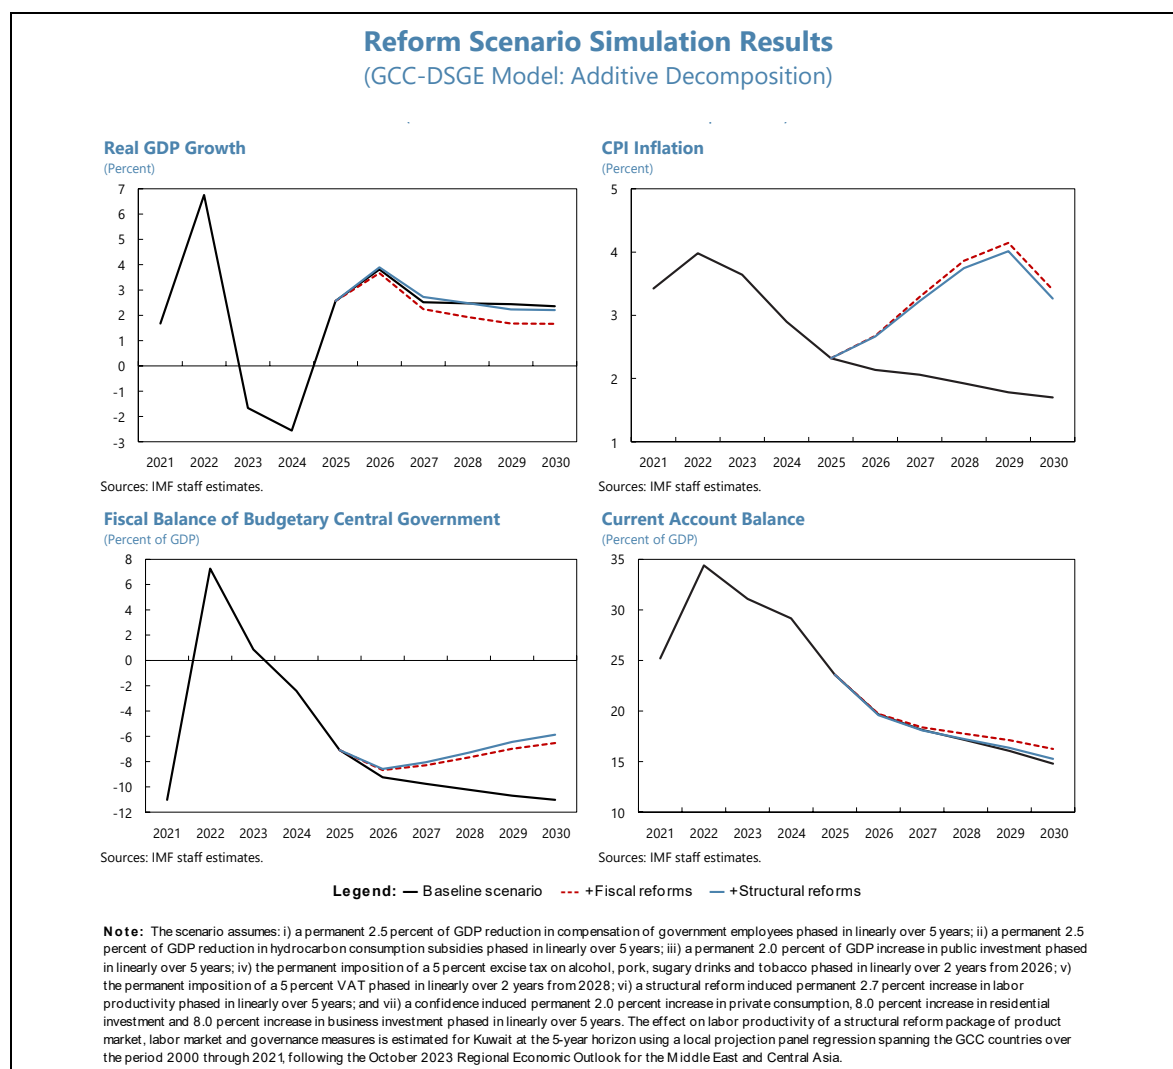 Reform Scenario Simulation Results
(GCC-DSGE Model: Additive Decomposition)
Real GDP Growth
(Percent)
7
6
5
4
3
2
1
0
-1
-2
-3
2021 2022 2023 2024 2025 2026 2027 2028 2029 2030
Sources: IMF staff estimates.
CPI Inflation
(Percent)
5
4
3
2
1
2021 2022 2023 2024 2025 2026 2027 2028 2029 2030
Sources: IMF staff estimates.
Fiscal Balance of Budgetary Central Government
(Percent of GDP)
8
6
4
2
0
-2
-4
-6
-8
-10
-12
2021 2022 2023 2024 2025 2026 2027 2028 2029 2030
Sources: IMF staff estimates.
Current Account Balance
(Percent of GDP)
35
30
25
20
15
10
2021 2022 2023 2024 2025 2026 2027 2028 2029 2030
Sources: IMF staff estimates.
Legend: Baseline scenario +Fiscal reforms +Structural reforms
Note: The scenario assumes: i) a permanent 2.5 percent of GDP reduction in compensation of government employees phased in linearly over 5 years; ii) a permanent 2.5
percent of GDP reduction in hydrocarbon consumption subsidies phased in linearly over 5 years; iii) a permanent 2.0 percent of GDP increase in public investment phased
in linearly over 5 years; iv) the permanent imposition of a 5 percent excise tax on alcohol, pork, sugary drinks and tobacco phased in linearly over 2 years from 2026; v)
the permanent imposition of a 5 percent VAT phased in linearly over 2 years from 2028; vi) a structural reform induced permanent 2.7 percent increase in labor
productivity phased in linearly over 5 years; and vii) a confidence induced permanent 2.0 percent increase in private consumption, 8.0 percent increase in residential
investment and 8.0 percent increase in business investment phased in linearly over 5 years. The effect on labor productivity of a structural reform package of product
market, labor market and governance measures is estimated for Kuwait at the 5-year horizon using a local projection panel regression spanning the GCC countries over
the period 2000 through 2021, following the October 2023 Regional Economic Outlook for the Middle East and Central Asia.